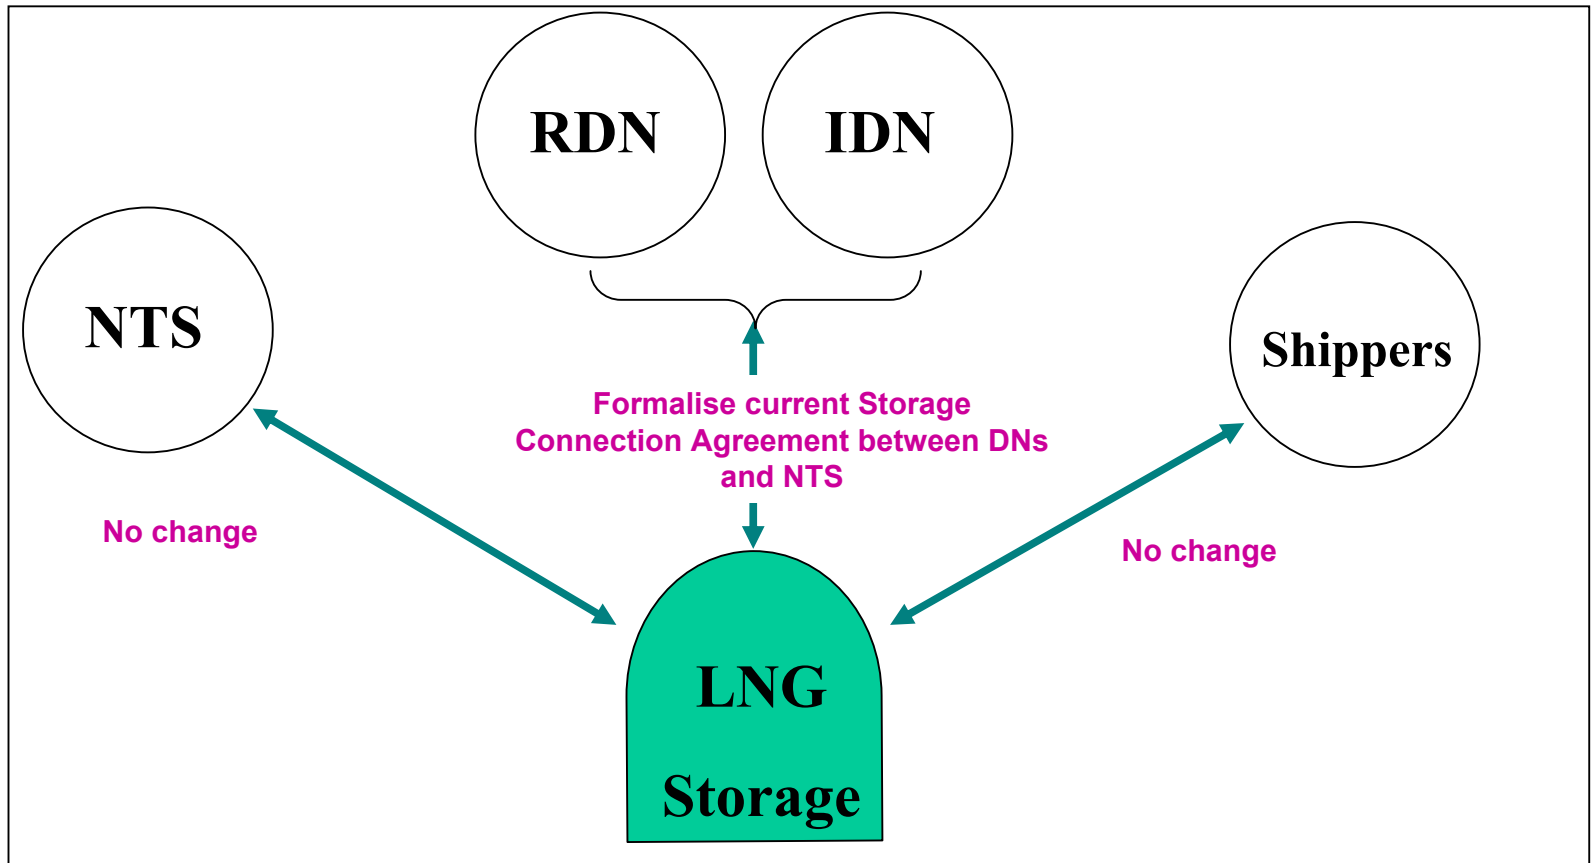 RDN
IDN
NTS
Shippers
Formalise current Storage
Connection Agreement between DNs
and NTS
No change
No change
LNG
Storage